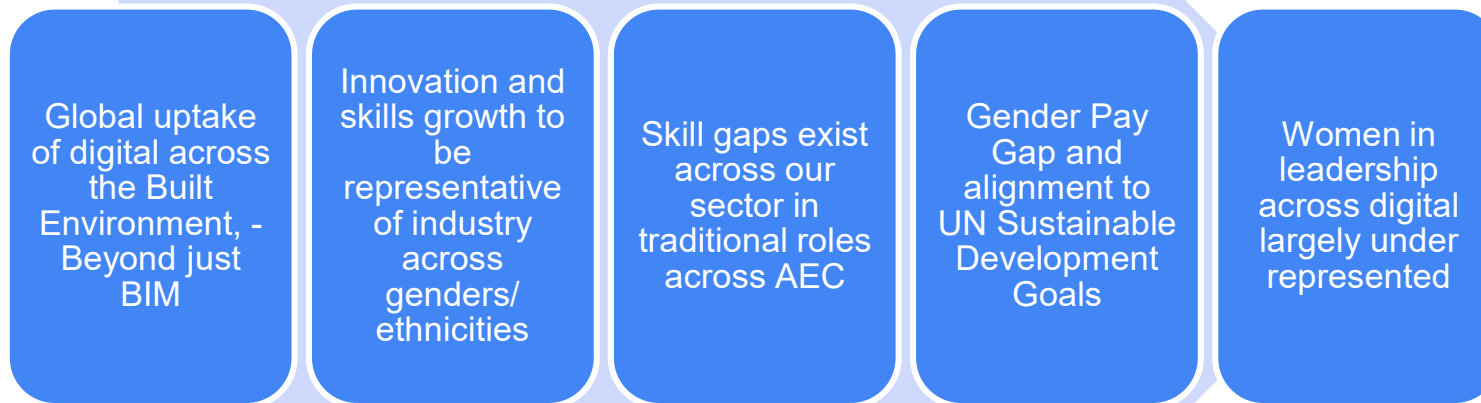 Global uptake
of digital across
the Built
Environment, -
Beyond just
BIM
Innovation and
skills growth to
be
representative
of industry
across
genders/
ethnicities
Skill gaps exist
across our
sector in
traditional roles
across AEC
Gender Pay
Gap and
alignment to
UN Sustainable
Development
Goals
Women in
leadership
across digital
largely under
represented